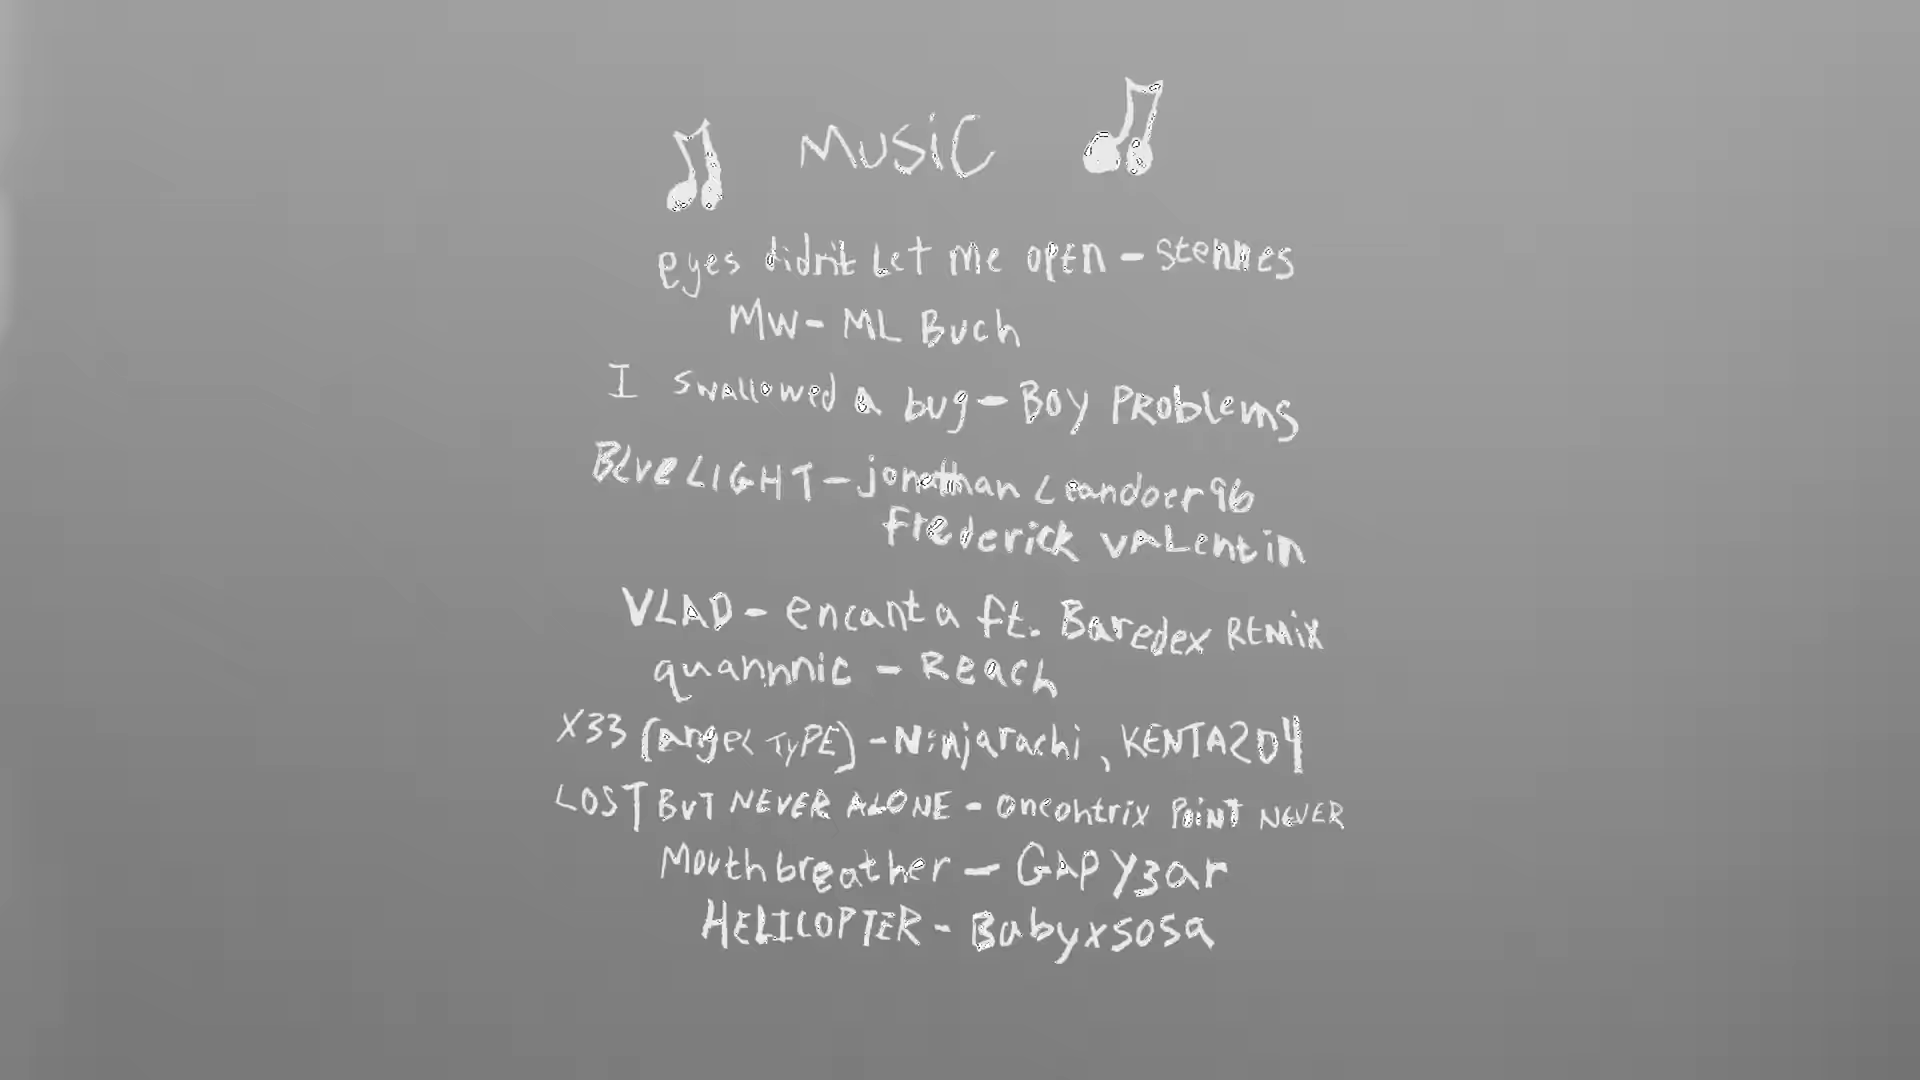 MUSiC
eyes didn't Let Me open - stennes
MW - ML Buch
I swallowed a bug - BOY PRoblems
BLUE LIGHT - jonathan Leandoer96
Frederick VALentin
VLAD - encanta ft. Baredex REMiX
quannnic - Reach
X33 (angel TyPE) - Ninjarachi, KENTA204
LOST BUT NEVER ALONE - oneohtrix PoiNT NEVER
Mouthbreather - GAP Y3ar
HELICOPTER - Babyxsosa